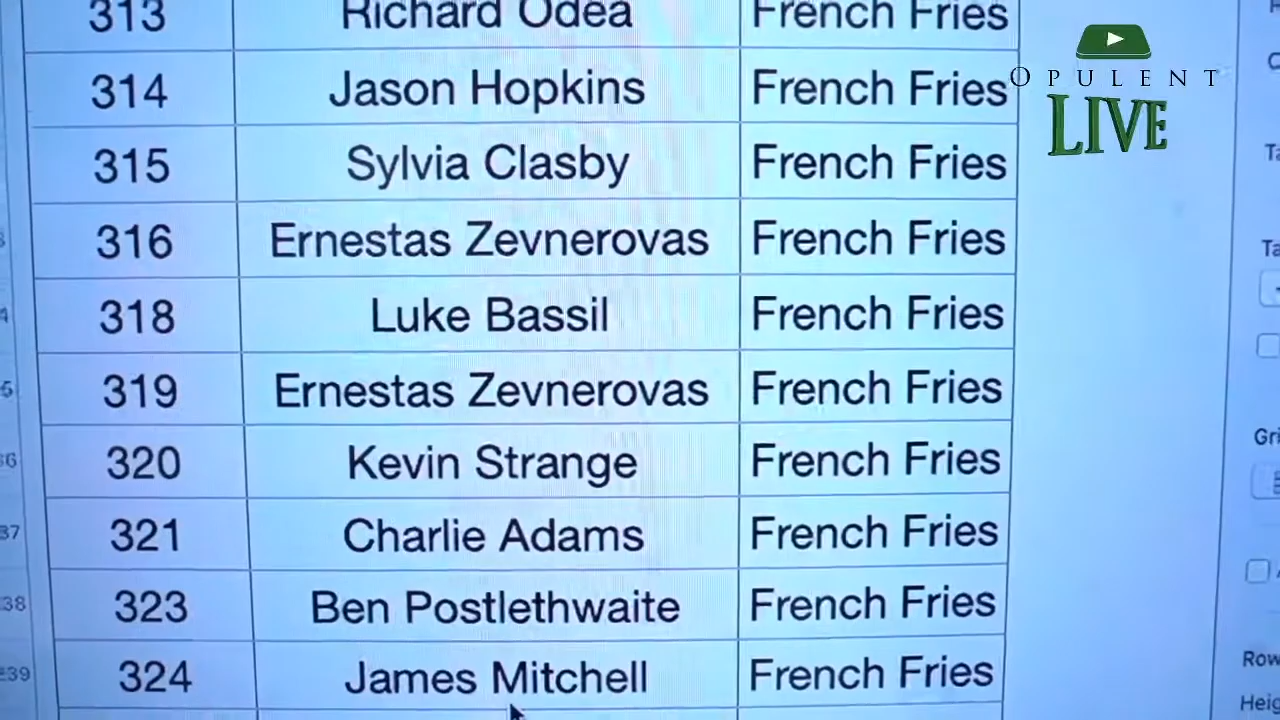 313 Richard Odea French Fries
314 Jason Hopkins French Fries
315 Sylvia Clasby French Fries
316 Ernestas Zevnerovas French Fries
318 Luke Bassil French Fries
319 Ernestas Zevnerovas French Fries
320 Kevin Strange French Fries
321 Charlie Adams French Fries
323 Ben Postlethwaite French Fries
324 James Mitchell French Fries
OPULENT
LIVE